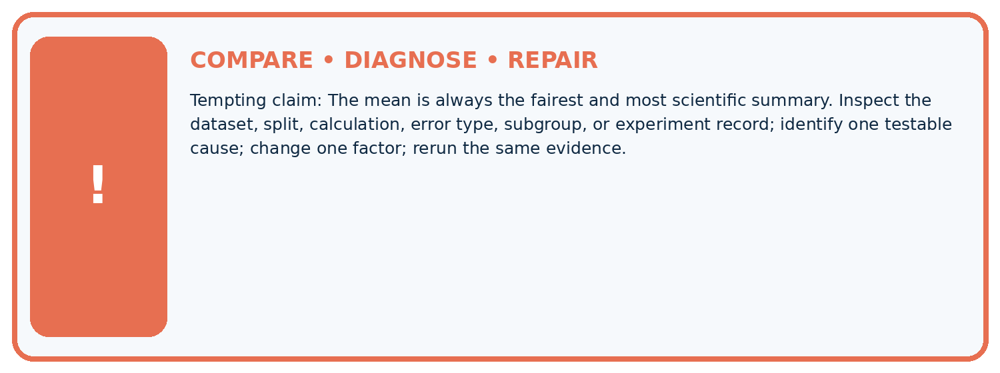 !
COMPARE • DIAGNOSE • REPAIR
Tempting claim: The mean is always the fairest and most scientific summary. Inspect the
dataset, split, calculation, error type, subgroup, or experiment record; identify one testable
cause; change one factor; rerun the same evidence.